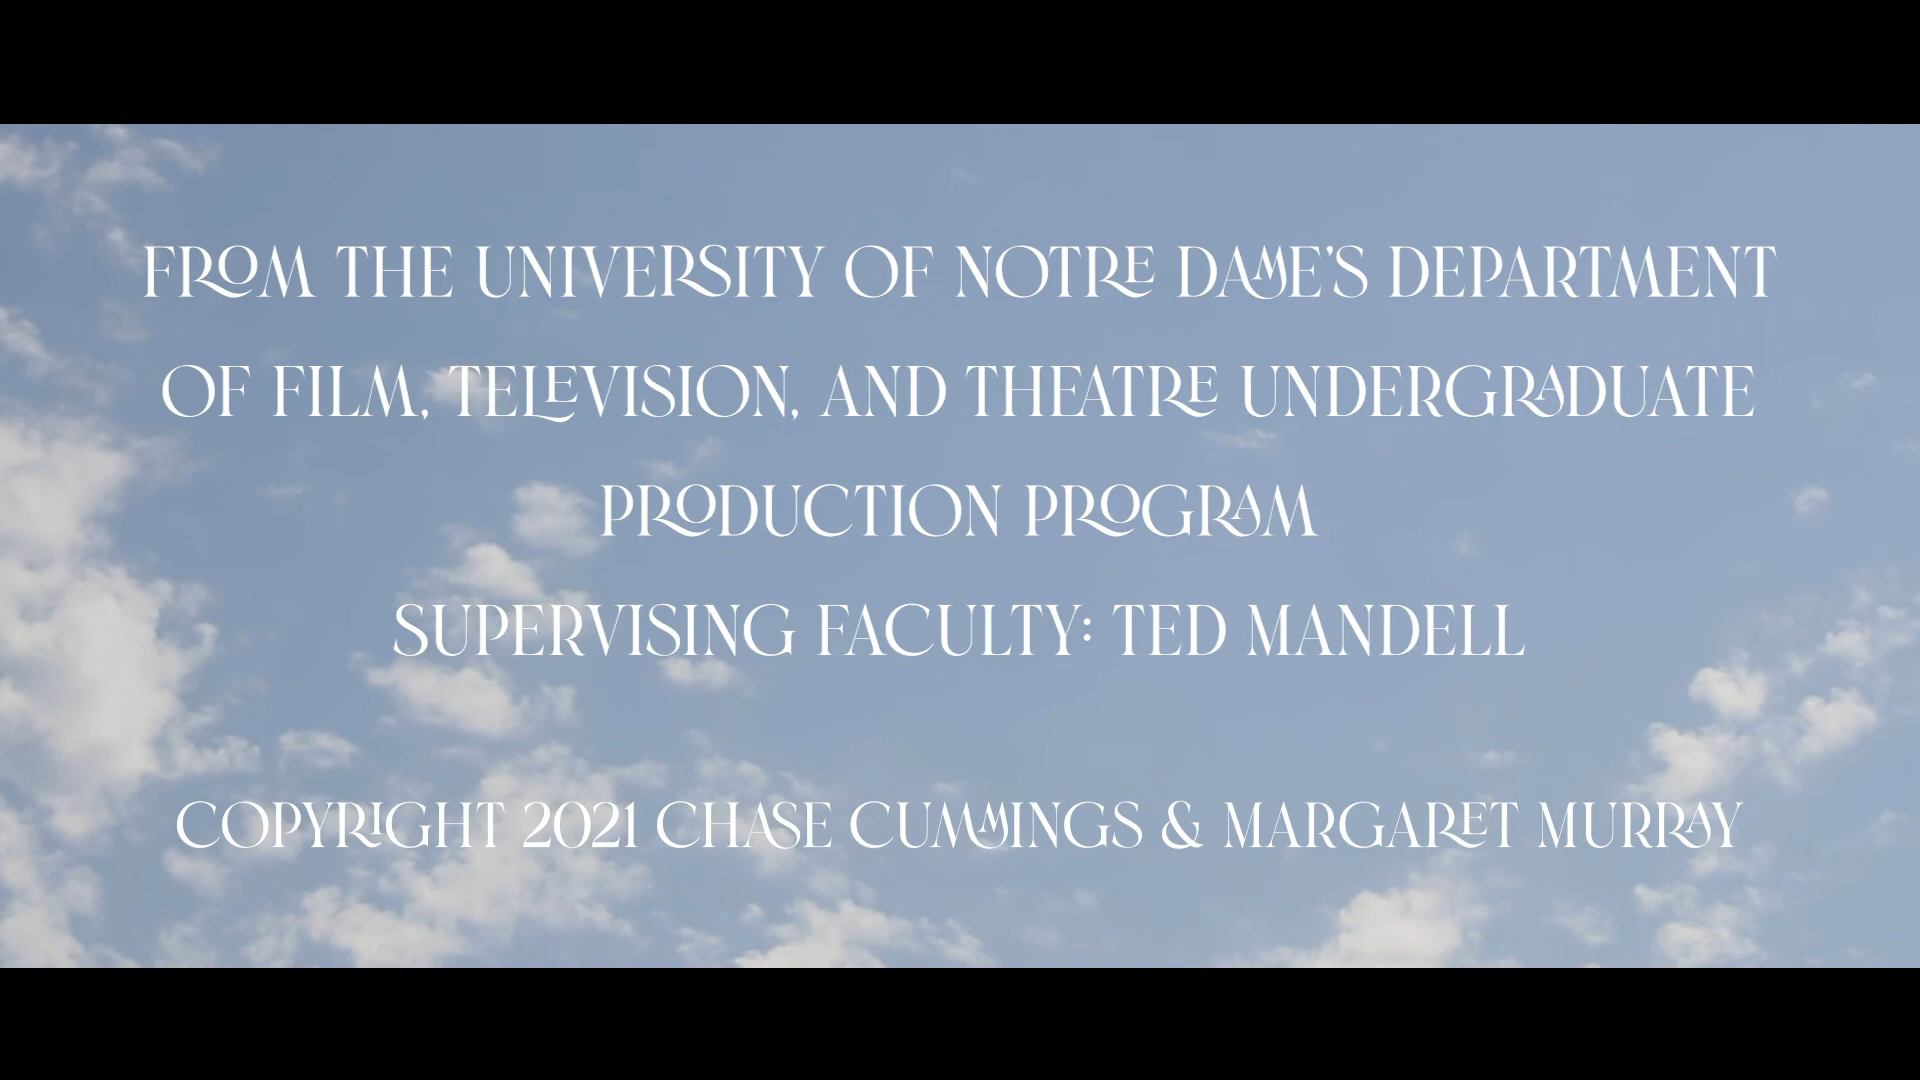 FROM THE UNIVERSITY OF NOTRE DAME'S DEPARTMENT
OF FILM, TELEVISION, AND THEATRE UNDERGRADUATE
PRODUCTION PROGRAM
SUPERVISING FACULTY: TED MANDELL
COPYRIGHT 2021 CHASE CUMMINGS & MARGARET MURRAY